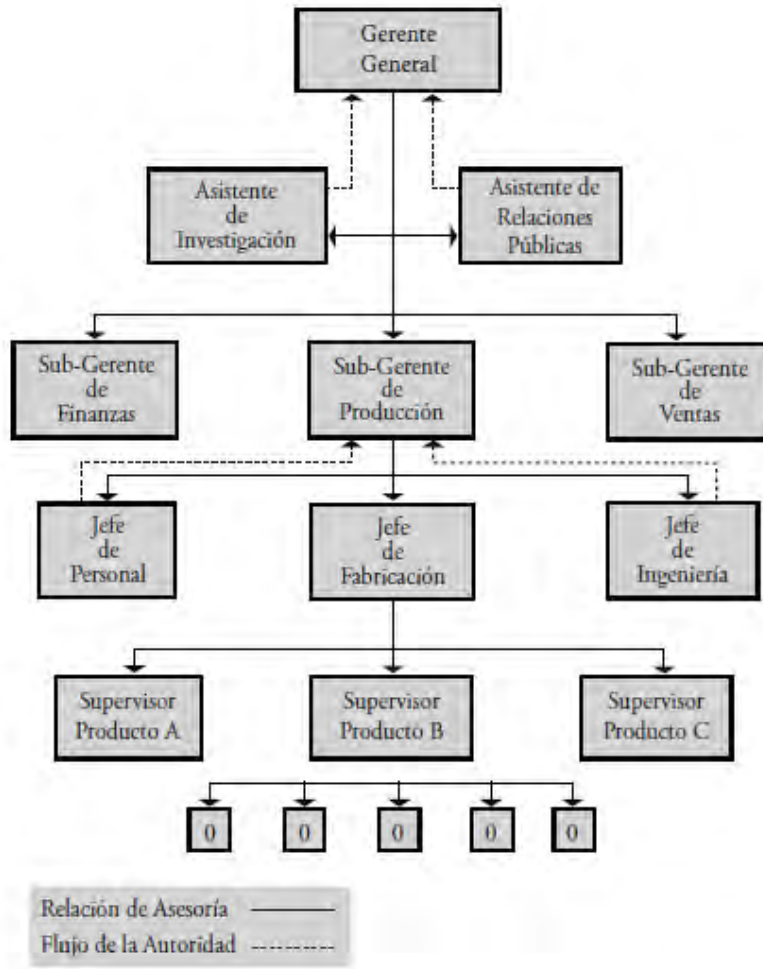 Gerente
General
Asistente
de
Investigación
Asistente de
Relaciones
Públicas
Sub-Gerente
de
Finanzas
Sub-Gerente
de
Producción
Sub-Gerente
de
Ventas
Jefe
de
Personal
Jefe
de
Fabricación
Jefe
de
Ingeniería
Supervisor
Producto A
Supervisor
Producto B
Supervisor
Producto C
0
0
0
0
0
Relación de Asesoría
Flujo de la Autoridad